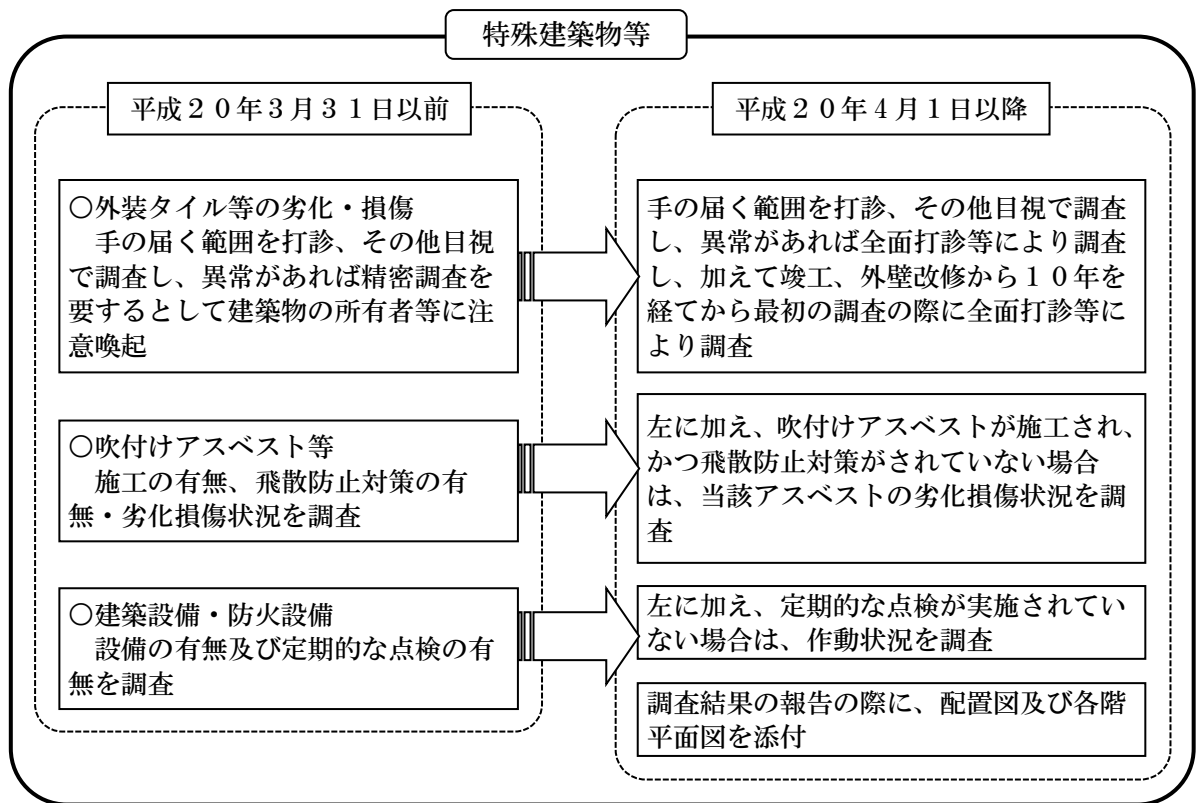 特殊建築物等
平成２０年３月３１日以前
○外装タイル等の劣化・損傷
　手の届く範囲を打診、その他目視
で調査し、異常があれば精密調査を
要するとして建築物の所有者等に注
意喚起
○吹付けアスベスト等
　施工の有無、飛散防止対策の有
無・劣化損傷状況を調査
○建築設備・防火設備
　設備の有無及び定期的な点検の有
無を調査
平成２０年４月１日以降
手の届く範囲を打診、その他目視で調査
し、異常があれば全面打診等により調査
し、加えて竣工、外壁改修から１０年を
経てから最初の調査の際に全面打診等に
より調査
左に加え、吹付けアスベストが施工され、
かつ飛散防止対策がされていない場合
は、当該アスベストの劣化損傷状況を調
査
左に加え、定期的な点検が実施されてい
ない場合は、作動状況を調査
調査結果の報告の際に、配置図及び各階
平面図を添付